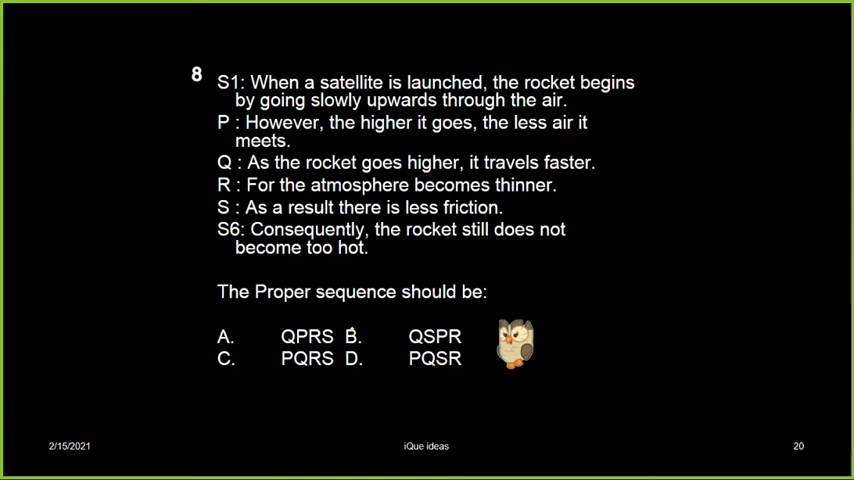 8
S1: When a satellite is launched, the rocket begins
by going slowly upwards through the air.
P : However, the higher it goes, the less air it
meets.
Q : As the rocket goes higher, it travels faster.
R : For the atmosphere becomes thinner.
S : As a result there is less friction.
S6: Consequently, the rocket still does not
become too hot.
The Proper sequence should be:
A. QPRS B. QSPR
C. PQRS D. PQSR
2/15/2021 iQue ideas 20